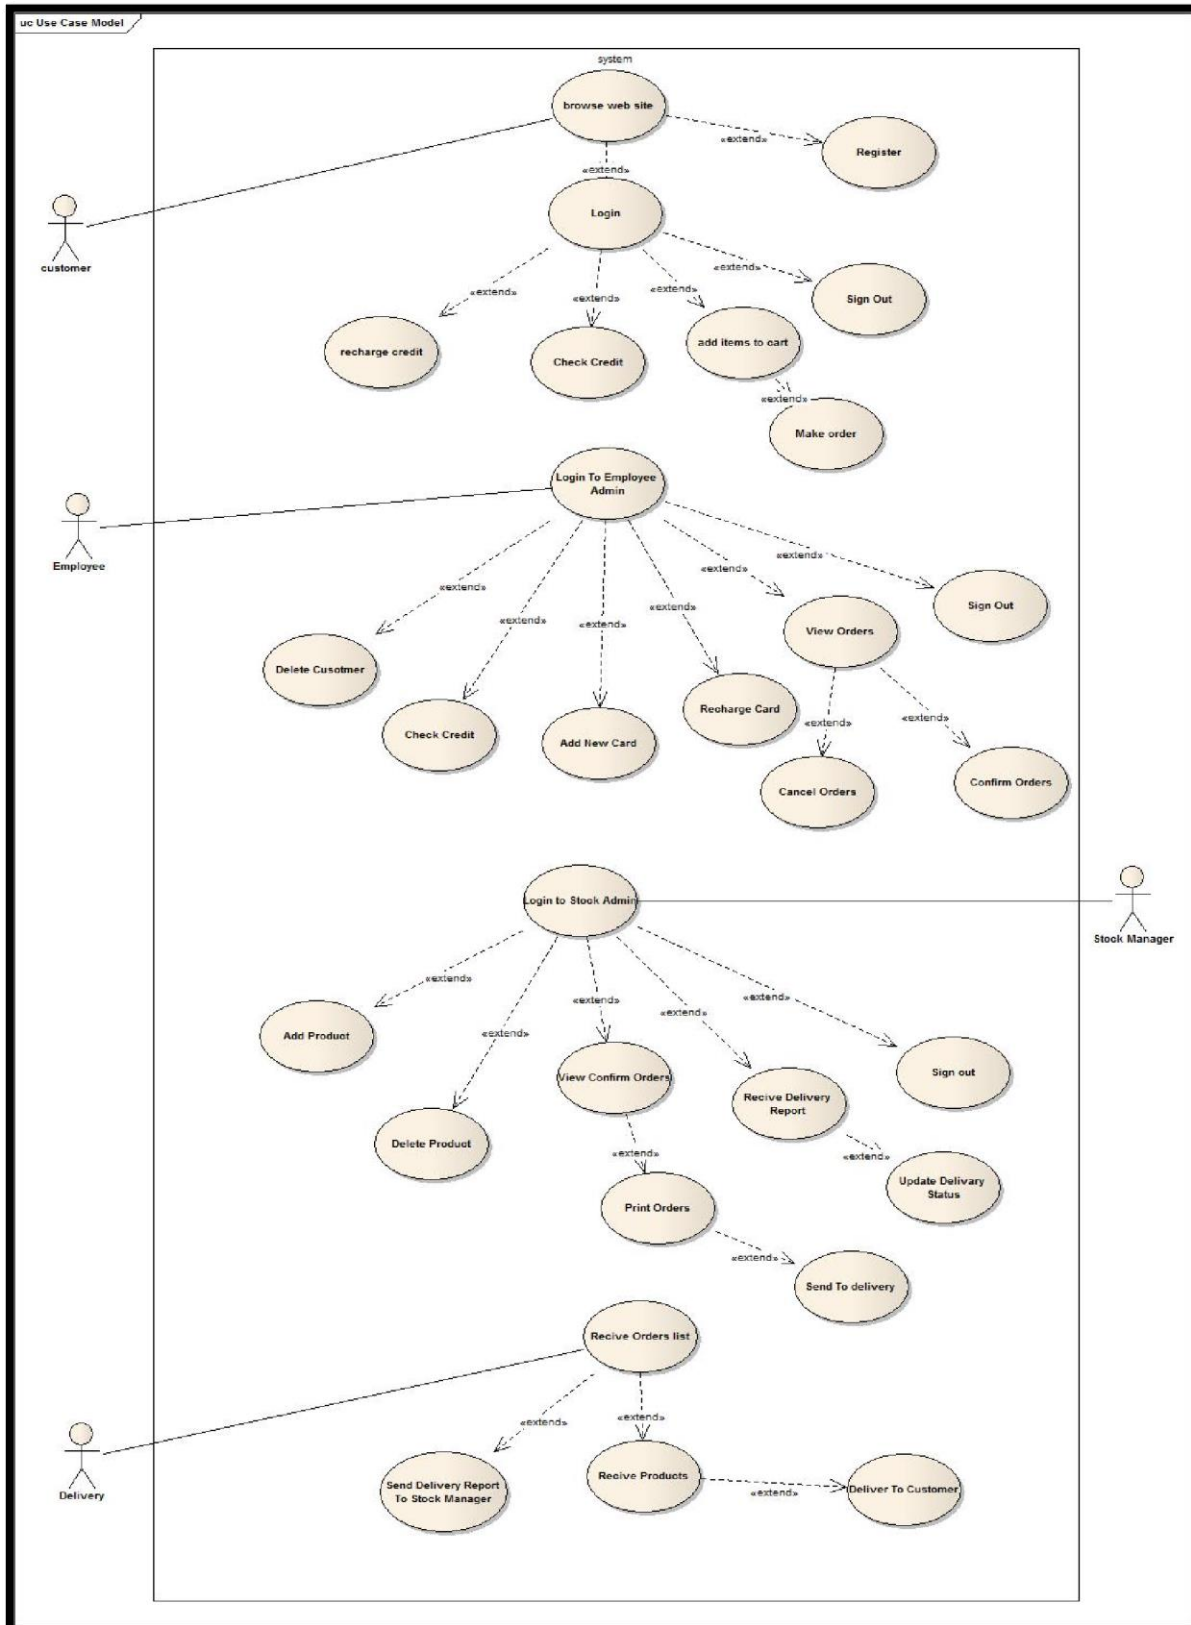 uc Use Case Model
system
browse web site
«extend»
Register
«extend»
Login
customer
«extend»
«extend»
«extend»
«extend»
Sign Out
recharge credit
Check Credit
add items to cart
«extend»
Make order
Login To Employee
Admin
Employee
«extend»
«extend»
«extend»
«extend»
«extend»
«extend»
Sign Out
View Orders
Delete Cusotmer
Check Credit
Add New Card
Recharge Card
«extend»
«extend»
Cancel Orders
Confirm Orders
Login to Stock Admin
Stock Manager
«extend»
«extend»
«extend»
«extend»
«extend»
Add Product
View Confirm Orders
Sign out
Recive Delivery
Report
Delete Product
«extend»
«extend»
Update Delivary
Status
Print Orders
«extend»
Send To delivery
Recive Orders list
Delivery
«extend»
«extend»
Recive Products
Send Delivery Report
To Stock Manager
«extend»
Deliver To Customer